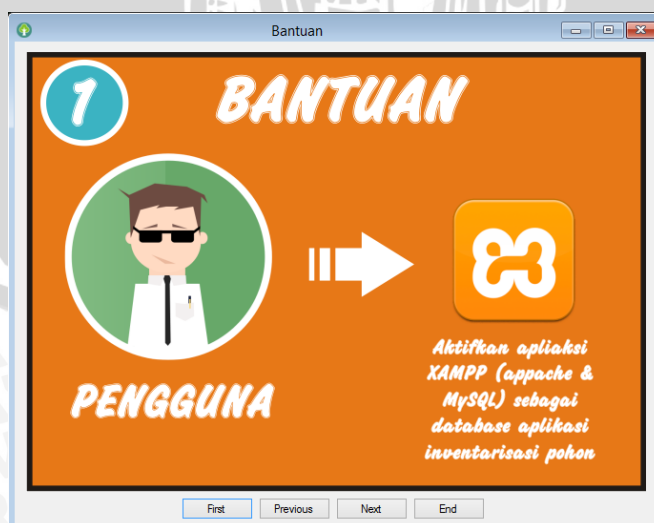 Bantuan
1
BANTUAN
PENGGUNA
Aktifkan apliaksi
XAMPP (appache &
MySQL) sebagai
database aplikasi
inventarisasi pohon
First Previous Next End